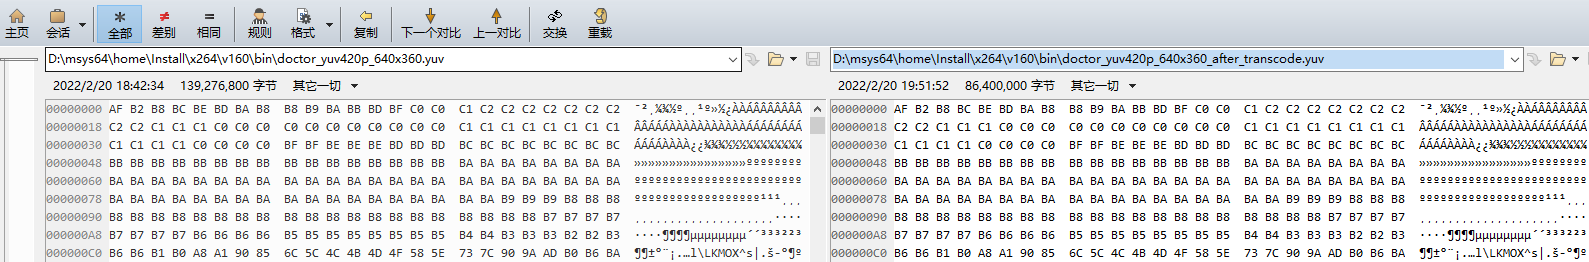 主页 会话 全部 差别 相同 规则 格式 复制 下一个对比 上一对比 交换 重载
D:\msys64\home\Install\x264\v160\bin\doctor_yuv420p_640x360.yuv D:\msys64\home\Install\x264\v160\bin\doctor_yuv420p_640x360_after_transcode.yuv
2022/2/20 18:42:34 139,276,800 字节 其它一切 2022/2/20 19:51:52 86,400,000 字节 其它一切
00000000 AF B2 B8 BC BE BD BA B8 B8 B9 BA BB BD BF C0 C0 C1 C2 C2 C2 C2 C2 C2 C2 00000000 AF B2 B8 BC BE BD BA B8 B8 B9 BA BB BD BF C0 C0 C1 C2 C2 C2 C2 C2 C2 C2
00000018 C2 C2 C1 C1 C1 C0 C0 C0 C0 C0 C0 C0 C0 C0 C0 C0 C1 C1 C1 C1 C1 C1 C1 C1 00000018 C2 C2 C1 C1 C1 C0 C0 C0 C0 C0 C0 C0 C0 C0 C0 C0 C1 C1 C1 C1 C1 C1 C1 C1
00000030 C1 C1 C1 C1 C0 C0 C0 C0 BF BF BE BE BE BD BD BD BC BC BC BC BC BC BC BC 00000030 C1 C1 C1 C1 C0 C0 C0 C0 BF BF BE BE BE BD BD BD BC BC BC BC BC BC BC BC
00000048 BB BB BB BB BB BB BB BB BB BB BB BB BB BB BB BB BA BA BA BA BA BA BA BA 00000048 BB BB BB BB BB BB BB BB BB BB BB BB BB BB BB BB BA BA BA BA BA BA BA BA
00000060 BA BA BA BA BA BA BA BA BA BA BA BA BA BA BA BA BA BA BA BA BA BA BA BA 00000060 BA BA BA BA BA BA BA BA BA BA BA BA BA BA BA BA BA BA BA BA BA BA BA BA
00000078 BA BA BA BA BA BA BA BA BA BA BA BA BA BA BA BA BA BA B9 B9 B9 B8 B8 B8 00000078 BA BA BA BA BA BA BA BA BA BA BA BA BA BA BA BA BA BA B9 B9 B9 B8 B8 B8
00000090 B8 B8 B8 B8 B8 B8 B8 B8 B8 B8 B8 B8 B8 B8 B8 B8 B8 B8 B8 B8 B7 B7 B7 B7 00000090 B8 B8 B8 B8 B8 B8 B8 B8 B8 B8 B8 B8 B8 B8 B8 B8 B8 B8 B8 B8 B7 B7 B7 B7
000000A8 B7 B7 B7 B7 B6 B6 B6 B6 B5 B5 B5 B5 B5 B5 B5 B5 B4 B4 B3 B3 B3 B2 B2 B3 000000A8 B7 B7 B7 B7 B6 B6 B6 B6 B5 B5 B5 B5 B5 B5 B5 B5 B4 B4 B3 B3 B3 B2 B2 B3
000000C0 B6 B6 B1 B0 A8 A1 90 85 6C 5C 4C 4B 4D 4F 58 5E 73 7C 90 9A AD B0 B6 BA 000000C0 B6 B6 B1 B0 A8 A1 90 85 6C 5C 4C 4B 4D 4F 58 5E 73 7C 90 9A AD B0 B6 BA